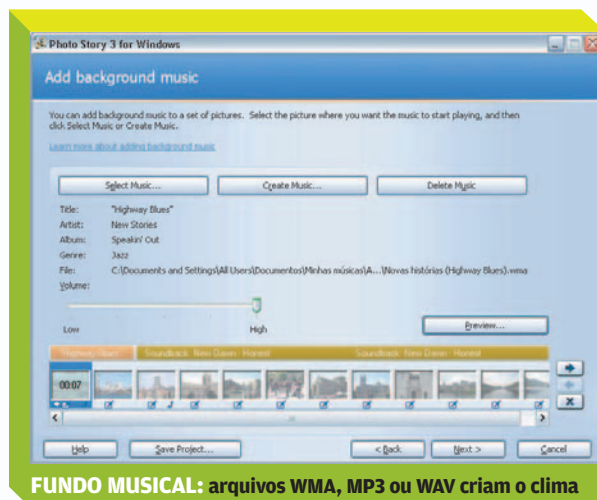 Photo Story 3 for Windows
Add background music
You can add background music to a set of pictures. Select the picture where you want the music to start playing, and then
click Select Music or Create Music.
Learn more about adding background music
Select Music...
Create Music...
Delete Music
Title: "Highway Blues"
Artist: New Stories
Album: Speakin' Out
Genre: Jazz
File: C:\Documents and Settings\All Users\Documentos\Minhas músicas\A...\Novas histórias (Highway Blues).wma
Volume:
Low High
Preview...
Highway Blues Soundtrack: New Dawn - Honest Soundtrack: New Dawn - Honest
00:07
Help
Save Project...
< Back
Next >
Cancel
FUNDO MUSICAL: arquivos WMA, MP3 ou WAV criam o clima